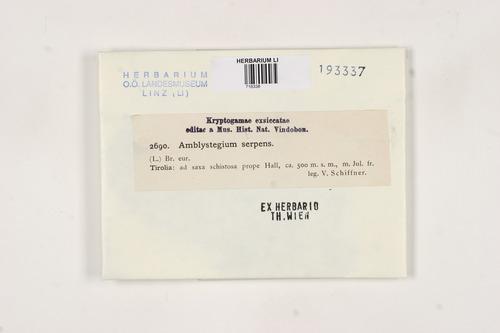 HERBARIUM
O.Ö. LANDESMUSEUM
LINZ (LI)
HERBARIUM LI
193337
Kryptogamae exsiccatae
editae a Mus. Hist. Nat. Vindobon.
2690. Amblystegium serpens.
(L.) Br. eur.
Tirolia: ad saxa schistosa prope Hall, ca. 500 m. s. m., m. Jul. fr.
leg. V. Schiffner.
EX HERBARIO
TH. WIER